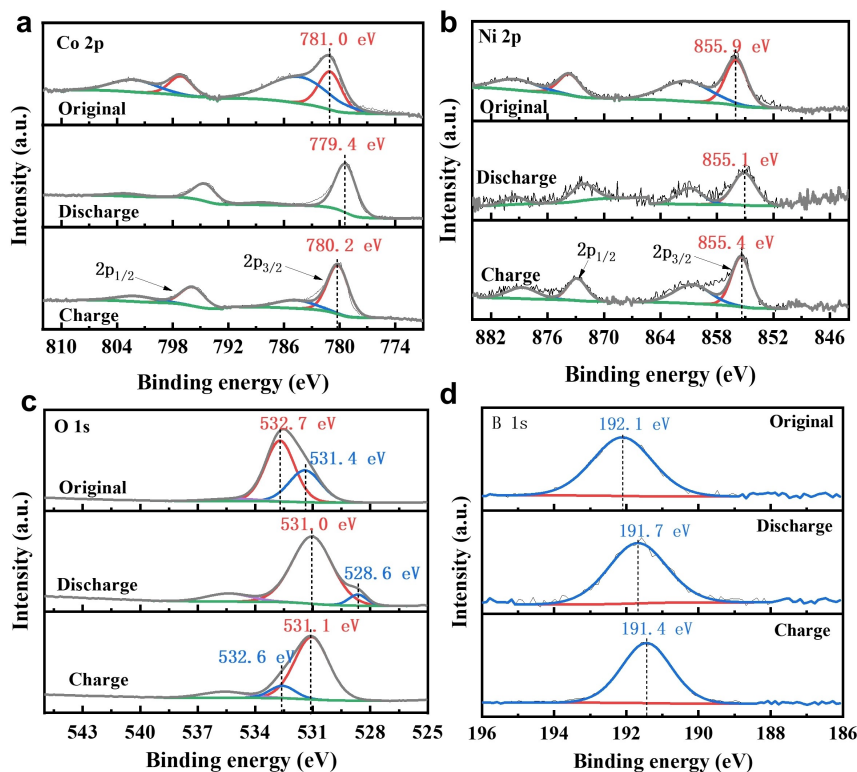 a
Co 2p
781.0 eV
Original
779.4 eV
Discharge
780.2 eV
2p1/2
2p3/2
Charge
810 804 798 792 786 780 774
Binding energy (eV)
Intensity (a.u.)
b
Ni 2p
855.9 eV
Original
Discharge
855.1 eV
Charge
2p1/2
2p3/2
855.4 eV
882 876 870 864 858 852 846
Binding energy (eV)
Intensity (a.u.)
c
O 1s
532.7 eV
531.4 eV
Original
531.0 eV
528.6 eV
Discharge
531.1 eV
532.6 eV
Charge
543 540 537 534 531 528 525
Binding energy (eV)
Intensity (a.u.)
d
B 1s
192.1 eV
Original
191.7 eV
Discharge
191.4 eV
Charge
196 194 192 190 188 186
Binding energy (eV)
Intensity (a.u.)